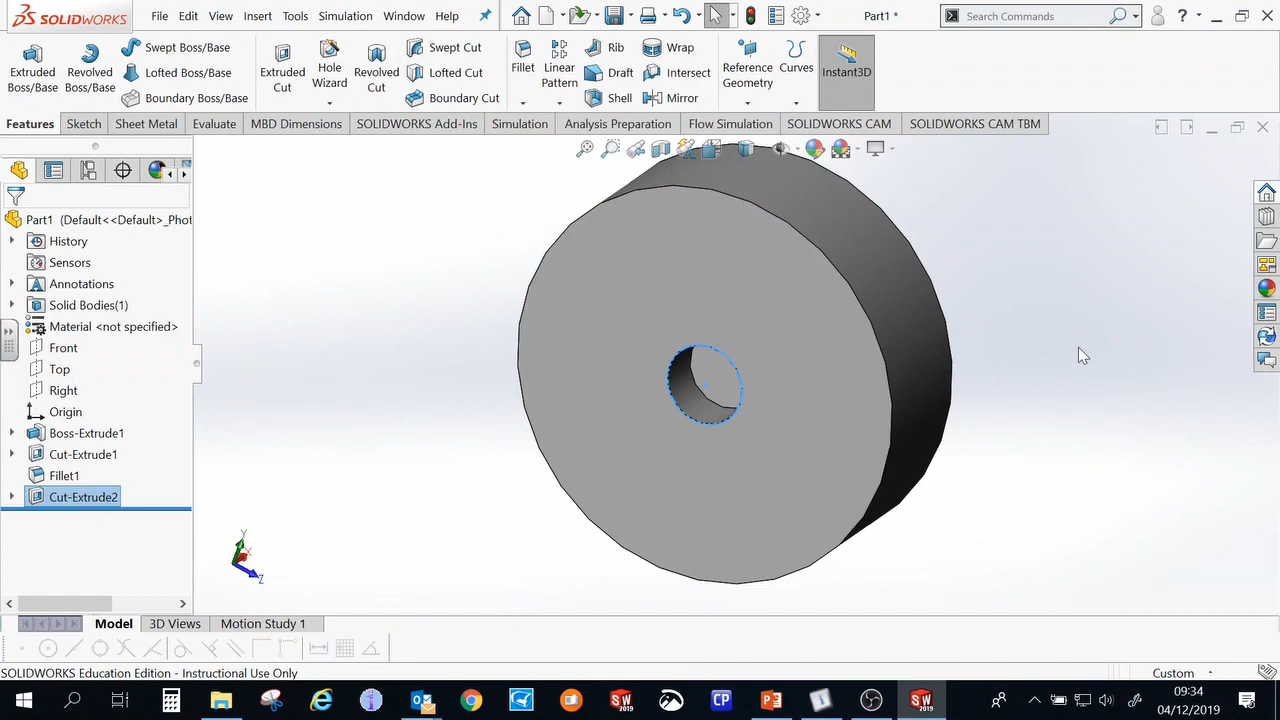 SOLIDWORKS File Edit View Insert Tools Simulation Window Help Part1 * Search Commands
Extruded Boss/Base
Revolved Boss/Base
Swept Boss/Base
Lofted Boss/Base
Boundary Boss/Base
Extruded Cut
Hole Wizard
Revolved Cut
Swept Cut
Lofted Cut
Boundary Cut
Fillet
Linear Pattern
Rib
Draft
Shell
Wrap
Intersect
Mirror
Reference Geometry
Curves
Instant3D
Features Sketch Sheet Metal Evaluate MBD Dimensions SOLIDWORKS Add-Ins Simulation Analysis Preparation Flow Simulation SOLIDWORKS CAM SOLIDWORKS CAM TBM
Part1 (Default<<Default>_Phot
History
Sensors
Annotations
Solid Bodies(1)
Material <not specified>
Front
Top
Right
Origin
Boss-Extrude1
Cut-Extrude1
Fillet1
Cut-Extrude2
Y
X
Z
Model 3D Views Motion Study 1
SOLIDWORKS Education Edition - Instructional Use Only Custom
CP
SW 2019
SW 2019
09:34
04/12/2019